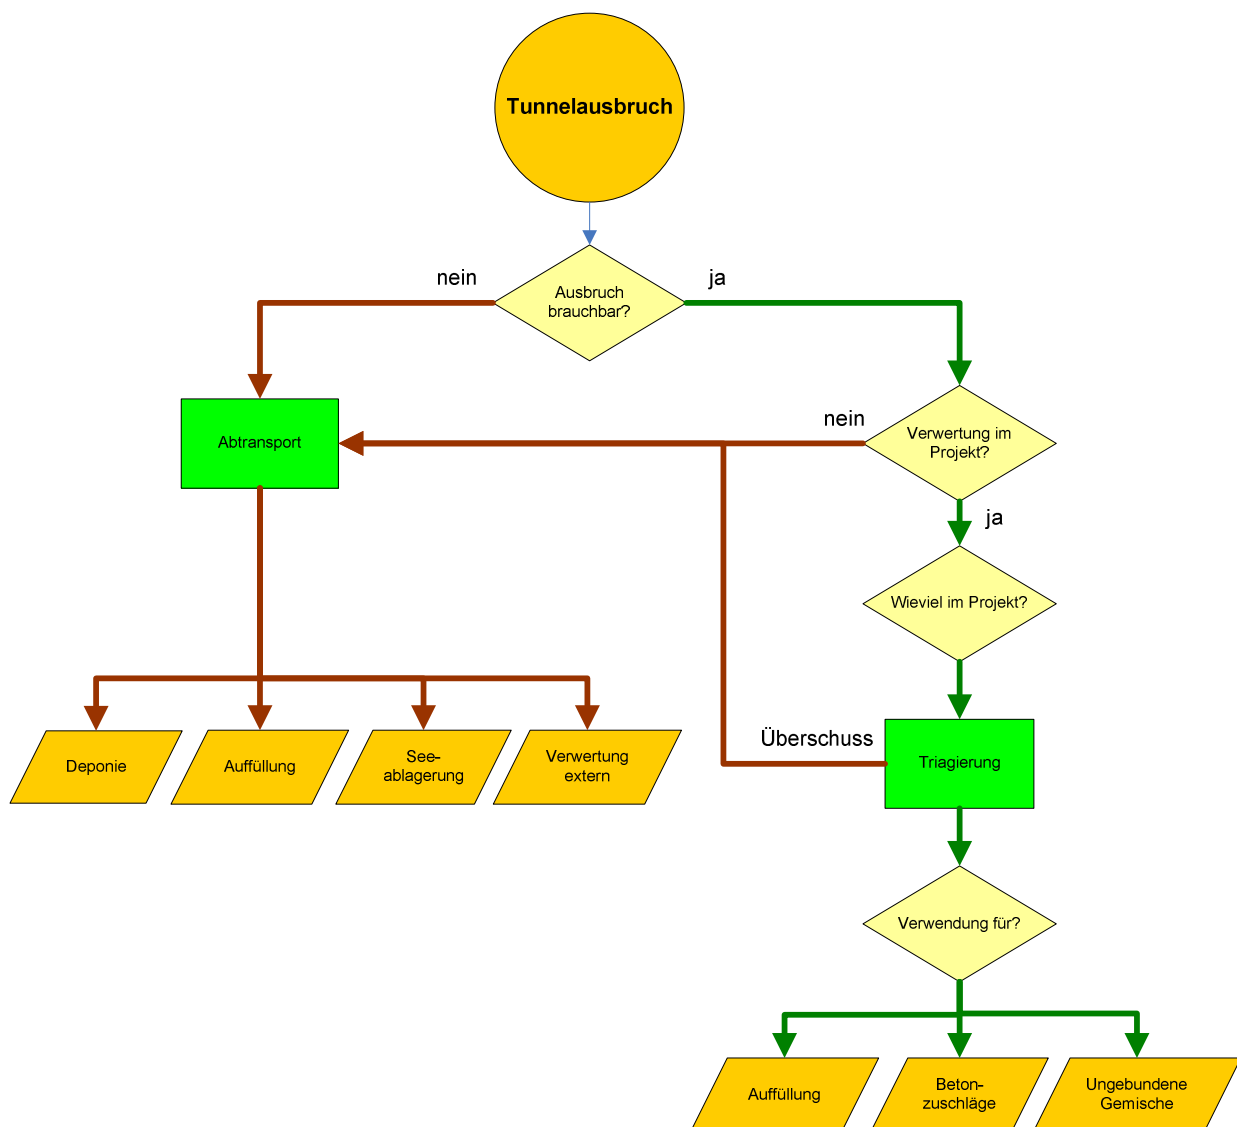 Tunnelausbruch
nein
ja
Ausbruch
brauchbar?
nein
Abtransport
Verwertung im
Projekt?
ja
Wieviel im Projekt?
Überschuss
Triagierung
Deponie
Auffüllung
See-
ablagerung
Verwertung
extern
Verwendung für?
Auffüllung
Beton-
zuschläge
Ungebundene
Gemische